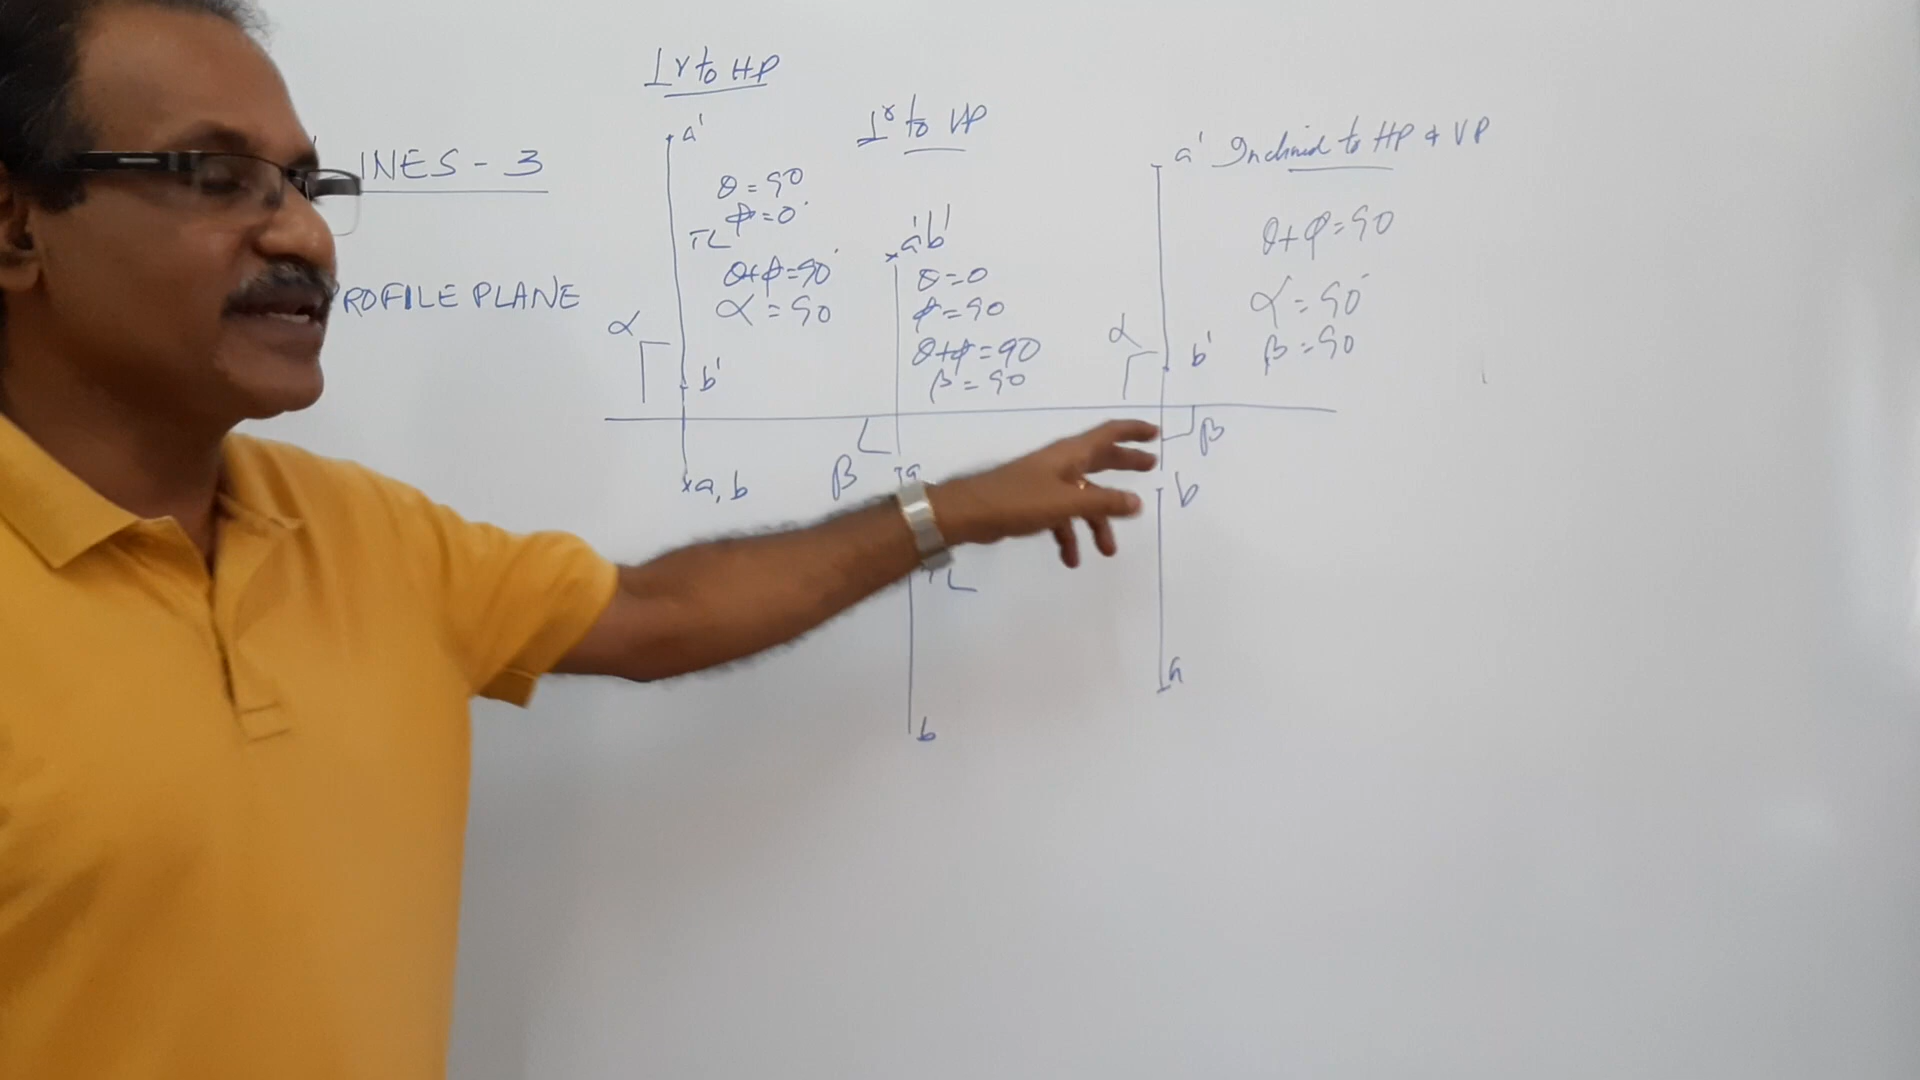 INES - 3
ROFILE PLANE
⊥r to HP
a'
θ = 90
φ = 0
TL
θ+φ = 90
α = 90
α
b'
a, b
⊥r to VP
a'b'
θ = 0
φ = 90
θ+φ = 90
β = 90
β
a
TL
b
a' Inclined to HP & VP
θ+φ = 90
α = 90
β = 90
α
b'
β
b
a